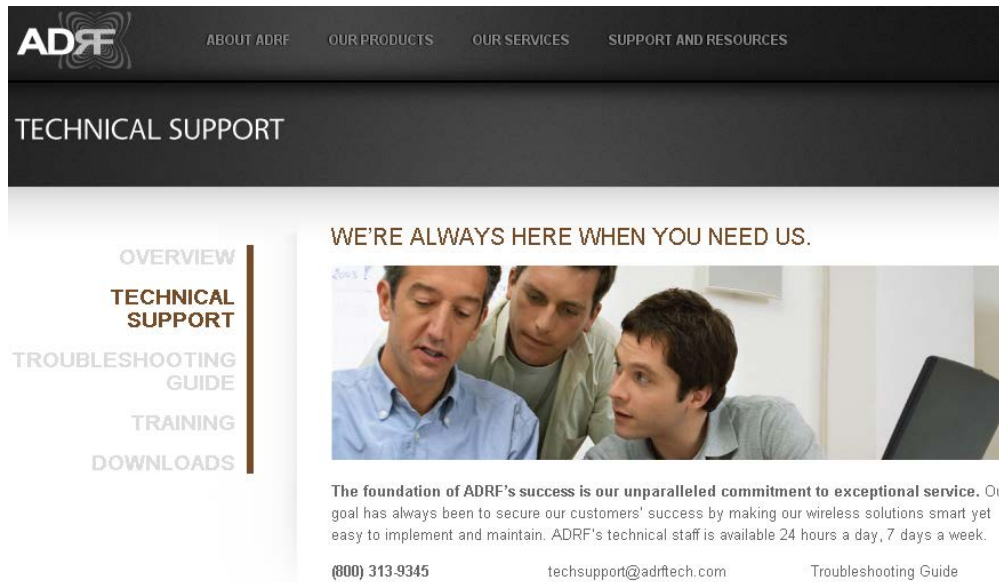 ADRF
ABOUT ADRF
OUR PRODUCTS
OUR SERVICES
SUPPORT AND RESOURCES
TECHNICAL SUPPORT
OVERVIEW
TECHNICAL
SUPPORT
TROUBLESHOOTING
GUIDE
TRAINING
DOWNLOADS
WE'RE ALWAYS HERE WHEN YOU NEED US.
The foundation of ADRF's success is our unparalleled commitment to exceptional service.
goal has always been to secure our customers' success by making our wireless solutions smart yet
easy to implement and maintain. ADRF's technical staff is available 24 hours a day, 7 days a week.
(800) 313-9345
techsupport@adrftech.com
Troubleshooting Guide